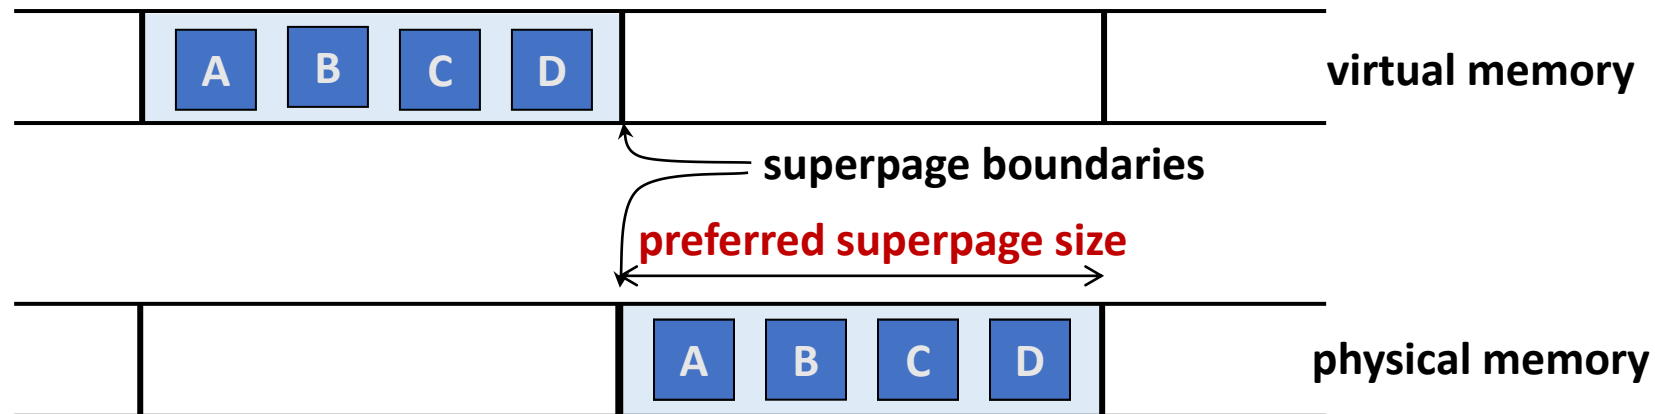 A B C D
virtual memory
superpage boundaries
preferred superpage size
A B C D
physical memory